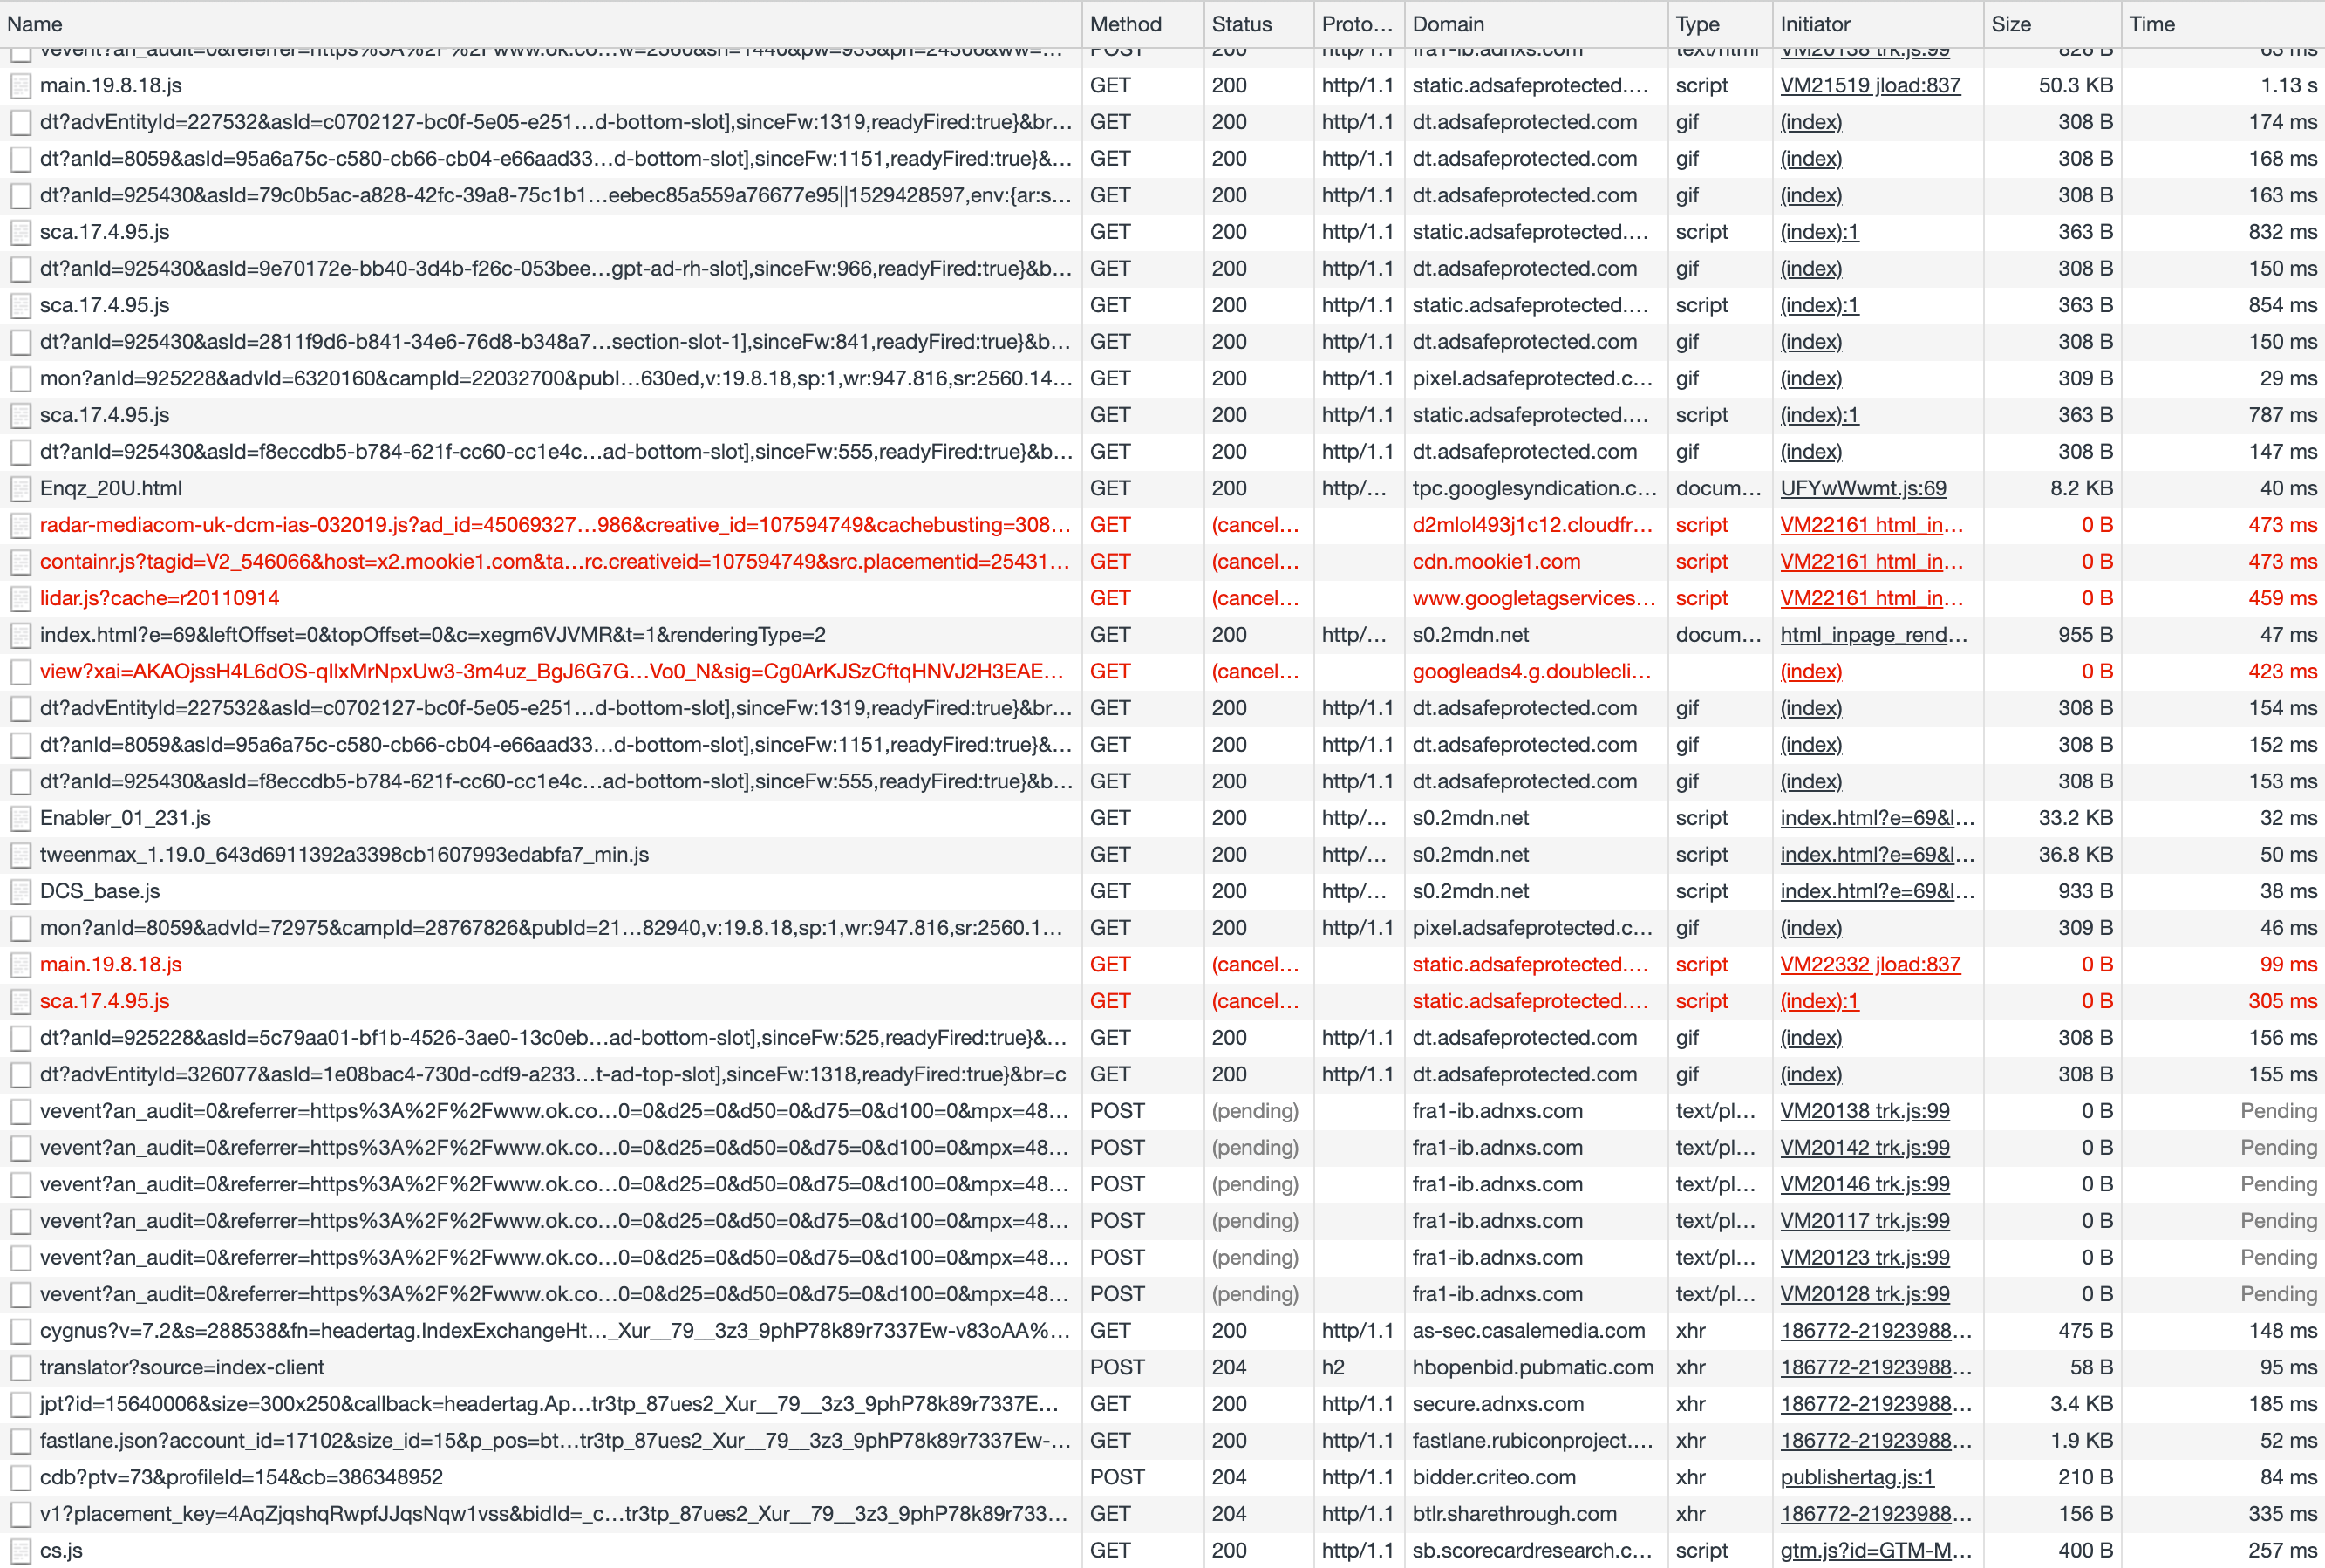 Name Method Status Proto... Domain Type Initiator Size Time
vevent?an_audit=0&referrer=https%3A%2F%2Fwww.ok.co…w=2560&sh=1440&pw=933&ph=24306&ww=... POST 200 http/1.1 fra1-ib.adnxs.com text/html VM20138 trk.js:99 826 B 63 ms
main.19.8.18.js GET 200 http/1.1 static.adsafeprotected.... script VM21519 jload:837 50.3 KB 1.13 s
dt?advEntityId=227532&asId=c0702127-bc0f-5e05-e251…d-bottom-slot],sinceFw:1319,readyFired:true}&br... GET 200 http/1.1 dt.adsafeprotected.com gif (index) 308 B 174 ms
dt?anId=8059&asId=95a6a75c-c580-cb66-cb04-e66aad33…d-bottom-slot],sinceFw:1151,readyFired:true}&... GET 200 http/1.1 dt.adsafeprotected.com gif (index) 308 B 168 ms
dt?anId=925430&asId=79c0b5ac-a828-42fc-39a8-75c1b1…eebec85a559a76677e95||1529428597,env:{ar:s... GET 200 http/1.1 dt.adsafeprotected.com gif (index) 308 B 163 ms
sca.17.4.95.js GET 200 http/1.1 static.adsafeprotected.... script (index):1 363 B 832 ms
dt?anId=925430&asId=9e70172e-bb40-3d4b-f26c-053bee…gpt-ad-rh-slot],sinceFw:966,readyFired:true}&b... GET 200 http/1.1 dt.adsafeprotected.com gif (index) 308 B 150 ms
sca.17.4.95.js GET 200 http/1.1 static.adsafeprotected.... script (index):1 363 B 854 ms
dt?anId=925430&asId=2811f9d6-b841-34e6-76d8-b348a7…section-slot-1],sinceFw:841,readyFired:true}&b... GET 200 http/1.1 dt.adsafeprotected.com gif (index) 308 B 150 ms
mon?anId=925228&advId=6320160&campId=22032700&publ…630ed,v:19.8.18,sp:1,wr:947.816,sr:2560.14... GET 200 http/1.1 pixel.adsafeprotected.c... gif (index) 309 B 29 ms
sca.17.4.95.js GET 200 http/1.1 static.adsafeprotected.... script (index):1 363 B 787 ms
dt?anId=925430&asId=f8eccdb5-b784-621f-cc60-cc1e4c…ad-bottom-slot],sinceFw:555,readyFired:true}&b... GET 200 http/1.1 dt.adsafeprotected.com gif (index) 308 B 147 ms
Enqz_20U.html GET 200 http/... tpc.googlesyndication.c... docum... UFYwWwmt.js:69 8.2 KB 40 ms
radar-mediacom-uk-dcm-ias-032019.js?ad_id=45069327…986&creative_id=107594749&cachebusting=308... GET (cancel... d2mlol493j1c12.cloudfr... script VM22161 html_in... 0 B 473 ms
containr.js?tagid=V2_546066&host=x2.mookie1.com&ta…rc.creativeid=107594749&src.placementid=25431... GET (cancel... cdn.mookie1.com script VM22161 html_in... 0 B 473 ms
lidar.js?cache=r20110914 GET (cancel... www.googletagservices... script VM22161 html_in... 0 B 459 ms
index.html?e=69&leftOffset=0&topOffset=0&c=xegm6VJVMR&t=1&renderingType=2 GET 200 http/... s0.2mdn.net docum... html_inpage_rend... 955 B 47 ms
view?xai=AKAOjssH4L6dOS-qIlxMrNpxUw3-3m4uz_BgJ6G7G…Vo0_N&sig=Cg0ArKJSzCftqHNVJ2H3EAE... GET (cancel... googleads4.g.doublecli... (index) 0 B 423 ms
dt?advEntityId=227532&asId=c0702127-bc0f-5e05-e251…d-bottom-slot],sinceFw:1319,readyFired:true}&br... GET 200 http/1.1 dt.adsafeprotected.com gif (index) 308 B 154 ms
dt?anId=8059&asId=95a6a75c-c580-cb66-cb04-e66aad33…d-bottom-slot],sinceFw:1151,readyFired:true}&... GET 200 http/1.1 dt.adsafeprotected.com gif (index) 308 B 152 ms
dt?anId=925430&asId=f8eccdb5-b784-621f-cc60-cc1e4c…ad-bottom-slot],sinceFw:555,readyFired:true}&b... GET 200 http/1.1 dt.adsafeprotected.com gif (index) 308 B 153 ms
Enabler_01_231.js GET 200 http/... s0.2mdn.net script index.html?e=69&l... 33.2 KB 32 ms
tweenmax_1.19.0_643d6911392a3398cb1607993edabfa7_min.js GET 200 http/... s0.2mdn.net script index.html?e=69&l... 36.8 KB 50 ms
DCS_base.js GET 200 http/... s0.2mdn.net script index.html?e=69&l... 933 B 38 ms
mon?anId=8059&advId=72975&campId=28767826&pubId=21…82940,v:19.8.18,sp:1,wr:947.816,sr:2560.1... GET 200 http/1.1 pixel.adsafeprotected.c... gif (index) 309 B 46 ms
main.19.8.18.js GET (cancel... static.adsafeprotected.... script VM22332 jload:837 0 B 99 ms
sca.17.4.95.js GET (cancel... static.adsafeprotected.... script (index):1 0 B 305 ms
dt?anId=925228&asId=5c79aa01-bf1b-4526-3ae0-13c0eb…ad-bottom-slot],sinceFw:525,readyFired:true}&... GET 200 http/1.1 dt.adsafeprotected.com gif (index) 308 B 156 ms
dt?advEntityId=326077&asId=1e08bac4-730d-cdf9-a233…t-ad-top-slot],sinceFw:1318,readyFired:true}&br=c GET 200 http/1.1 dt.adsafeprotected.com gif (index) 308 B 155 ms
vevent?an_audit=0&referrer=https%3A%2F%2Fwww.ok.co…0=0&d25=0&d50=0&d75=0&d100=0&mpx=48... POST (pending) fra1-ib.adnxs.com text/pl... VM20138 trk.js:99 0 B Pending
vevent?an_audit=0&referrer=https%3A%2F%2Fwww.ok.co…0=0&d25=0&d50=0&d75=0&d100=0&mpx=48... POST (pending) fra1-ib.adnxs.com text/pl... VM20142 trk.js:99 0 B Pending
vevent?an_audit=0&referrer=https%3A%2F%2Fwww.ok.co…0=0&d25=0&d50=0&d75=0&d100=0&mpx=48... POST (pending) fra1-ib.adnxs.com text/pl... VM20146 trk.js:99 0 B Pending
vevent?an_audit=0&referrer=https%3A%2F%2Fwww.ok.co…0=0&d25=0&d50=0&d75=0&d100=0&mpx=48... POST (pending) fra1-ib.adnxs.com text/pl... VM20117 trk.js:99 0 B Pending
vevent?an_audit=0&referrer=https%3A%2F%2Fwww.ok.co…0=0&d25=0&d50=0&d75=0&d100=0&mpx=48... POST (pending) fra1-ib.adnxs.com text/pl... VM20123 trk.js:99 0 B Pending
vevent?an_audit=0&referrer=https%3A%2F%2Fwww.ok.co…0=0&d25=0&d50=0&d75=0&d100=0&mpx=48... POST (pending) fra1-ib.adnxs.com text/pl... VM20128 trk.js:99 0 B Pending
cygnus?v=7.2&s=288538&fn=headertag.IndexExchangeHt…_Xur__79__3z3_9phP78k89r7337Ew-v83oAA%... GET 200 http/1.1 as-sec.casalemedia.com xhr 186772-21923988... 475 B 148 ms
translator?source=index-client POST 204 h2 hbopenbid.pubmatic.com xhr 186772-21923988... 58 B 95 ms
jpt?id=15640006&size=300x250&callback=headertag.Ap…tr3tp_87ues2_Xur__79__3z3_9phP78k89r7337E... GET 200 http/1.1 secure.adnxs.com xhr 186772-21923988... 3.4 KB 185 ms
fastlane.json?account_id=17102&size_id=15&p_pos=bt…tr3tp_87ues2_Xur__79__3z3_9phP78k89r7337Ew-... GET 200 http/1.1 fastlane.rubiconproject.... xhr 186772-21923988... 1.9 KB 52 ms
cdb?ptv=73&profileId=154&cb=386348952 POST 204 http/1.1 bidder.criteo.com xhr publishertag.js:1 210 B 84 ms
v1?placement_key=4AqZjqshqRwpfJJqsNqw1vss&bidId=_c…tr3tp_87ues2_Xur__79__3z3_9phP78k89r733... GET 204 http/1.1 btlr.sharethrough.com xhr 186772-21923988... 156 B 335 ms
cs.js GET 200 http/1.1 sb.scorecardresearch.c... script gtm.js?id=GTM-M... 400 B 257 ms